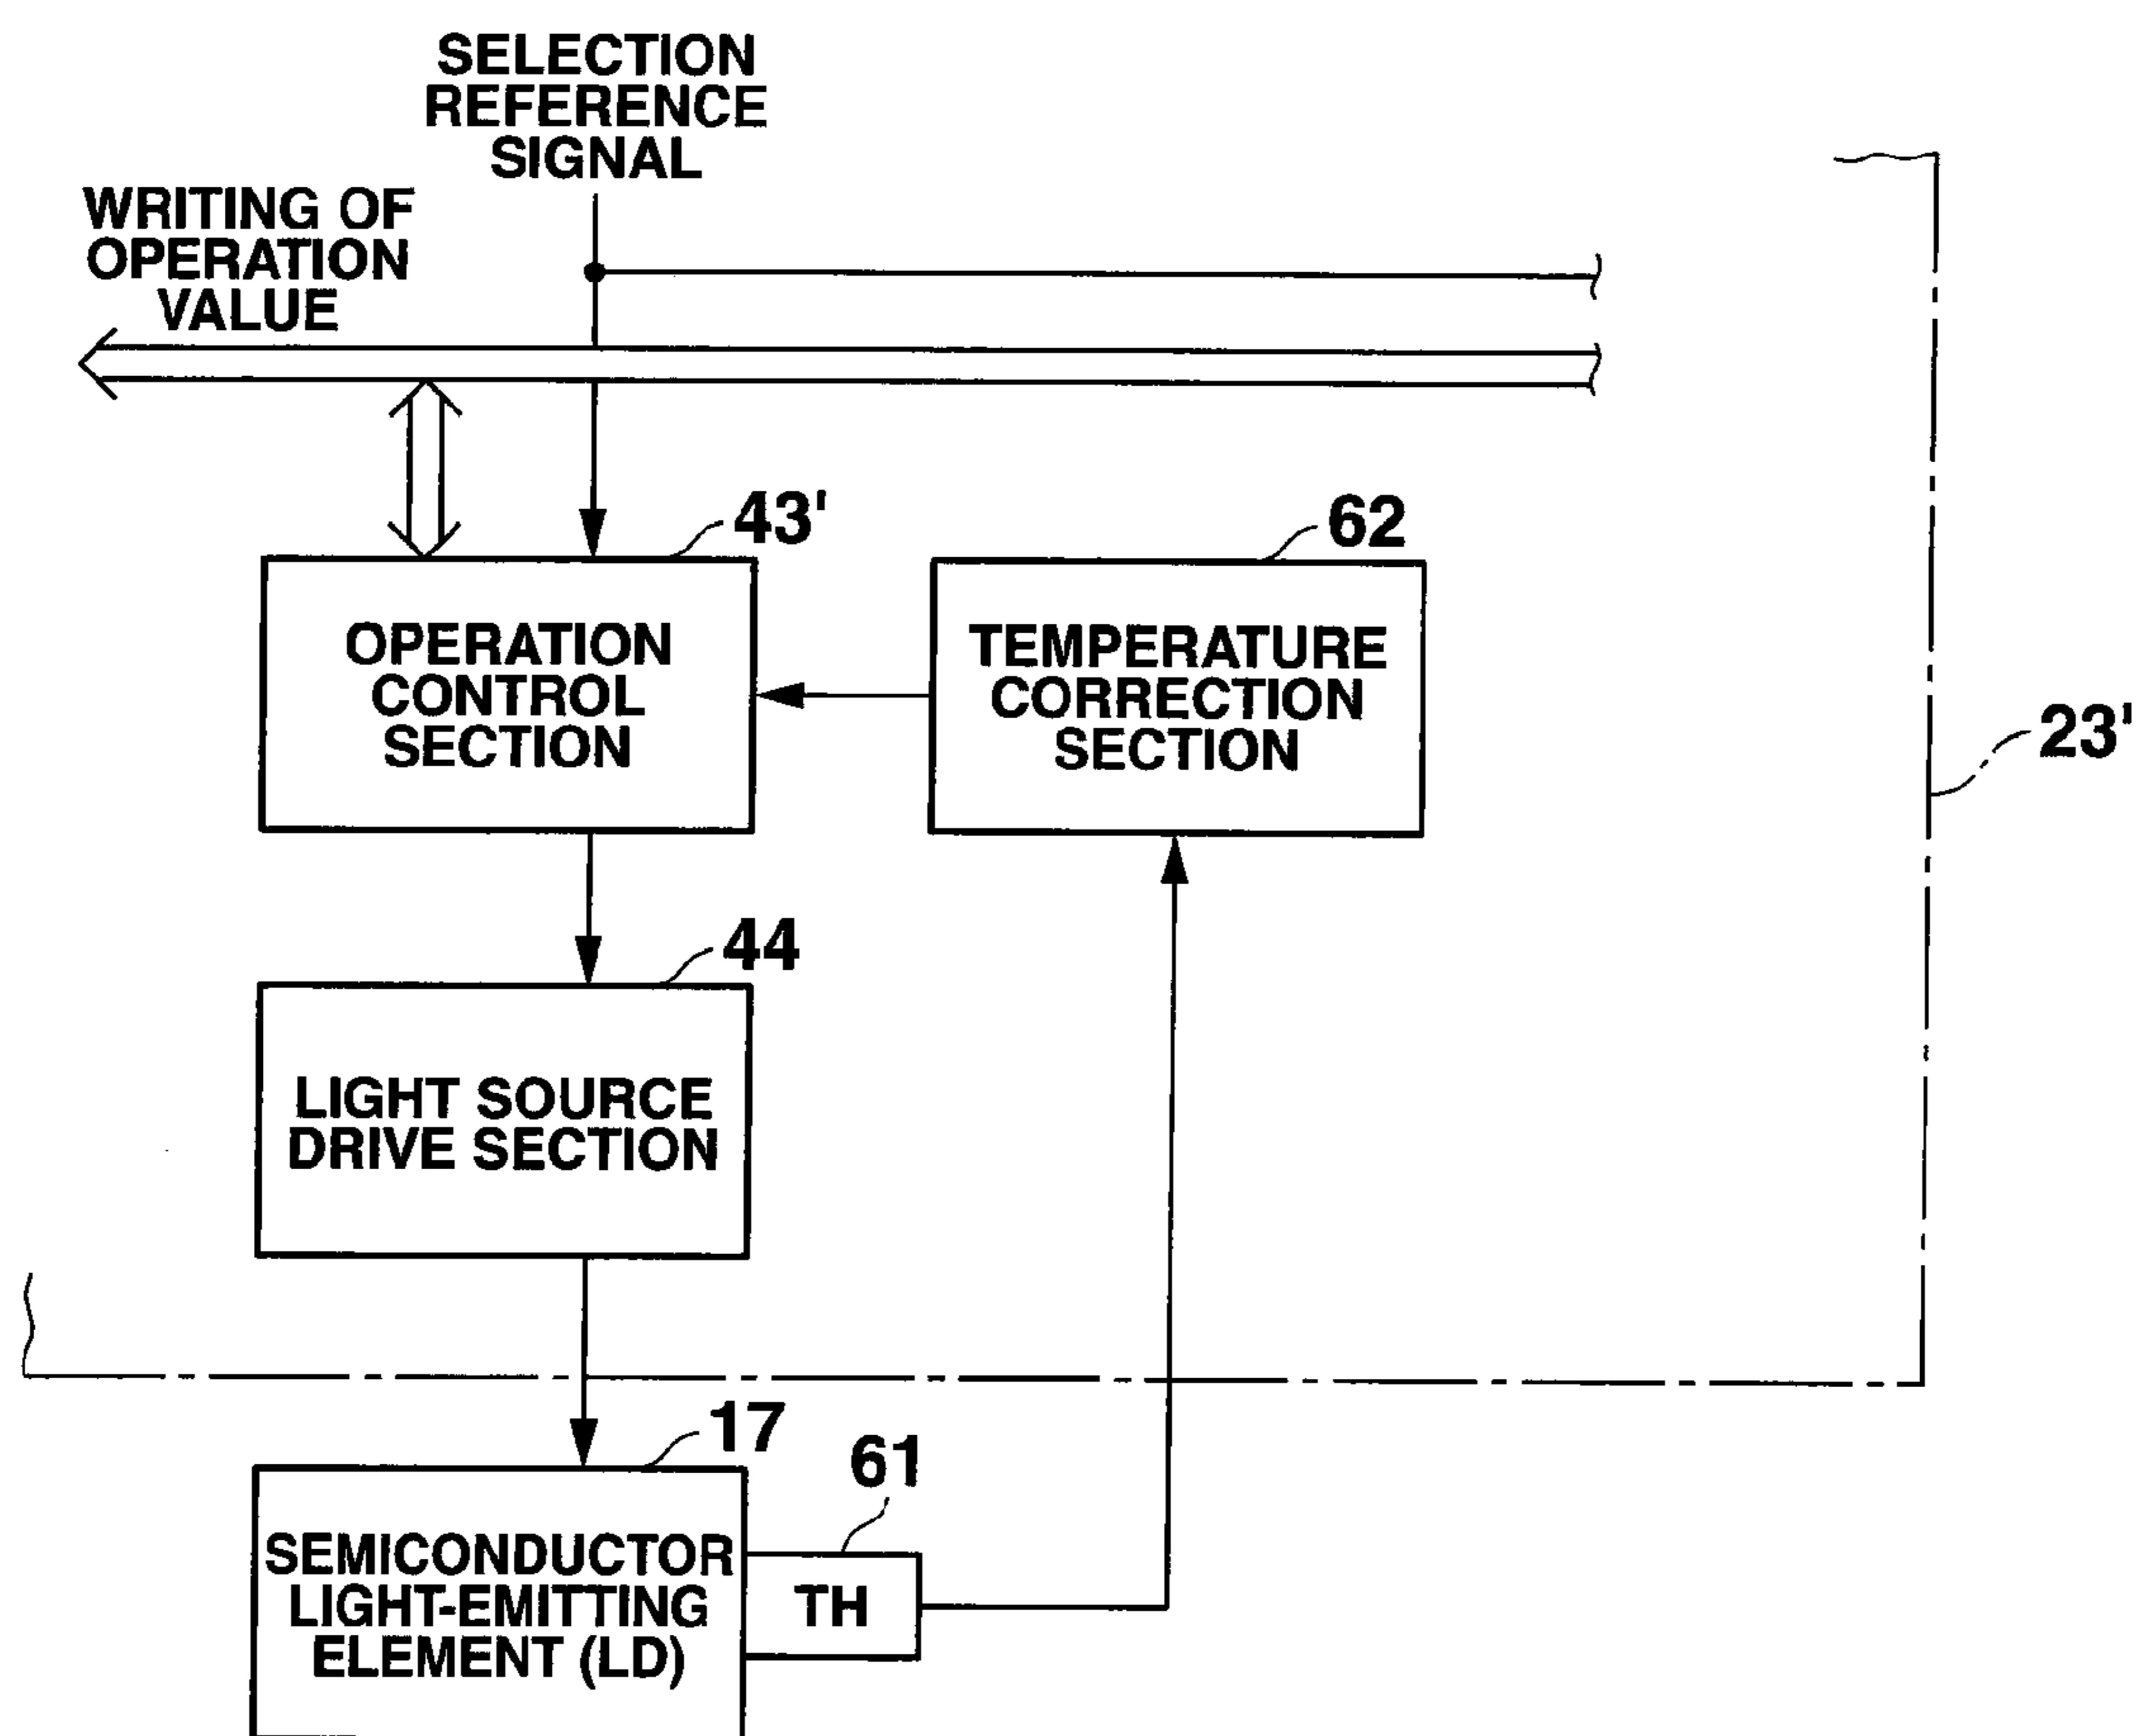 SELECTION
REFERENCE
SIGNAL
WRITING OF
OPERATION
VALUE
43'
62
OPERATION
CONTROL
SECTION
TEMPERATURE
CORRECTION
SECTION
23'
44
LIGHT SOURCE
DRIVE SECTION
17
61
SEMICONDUCTOR
LIGHT-EMITTING
ELEMENT (LD)
TH